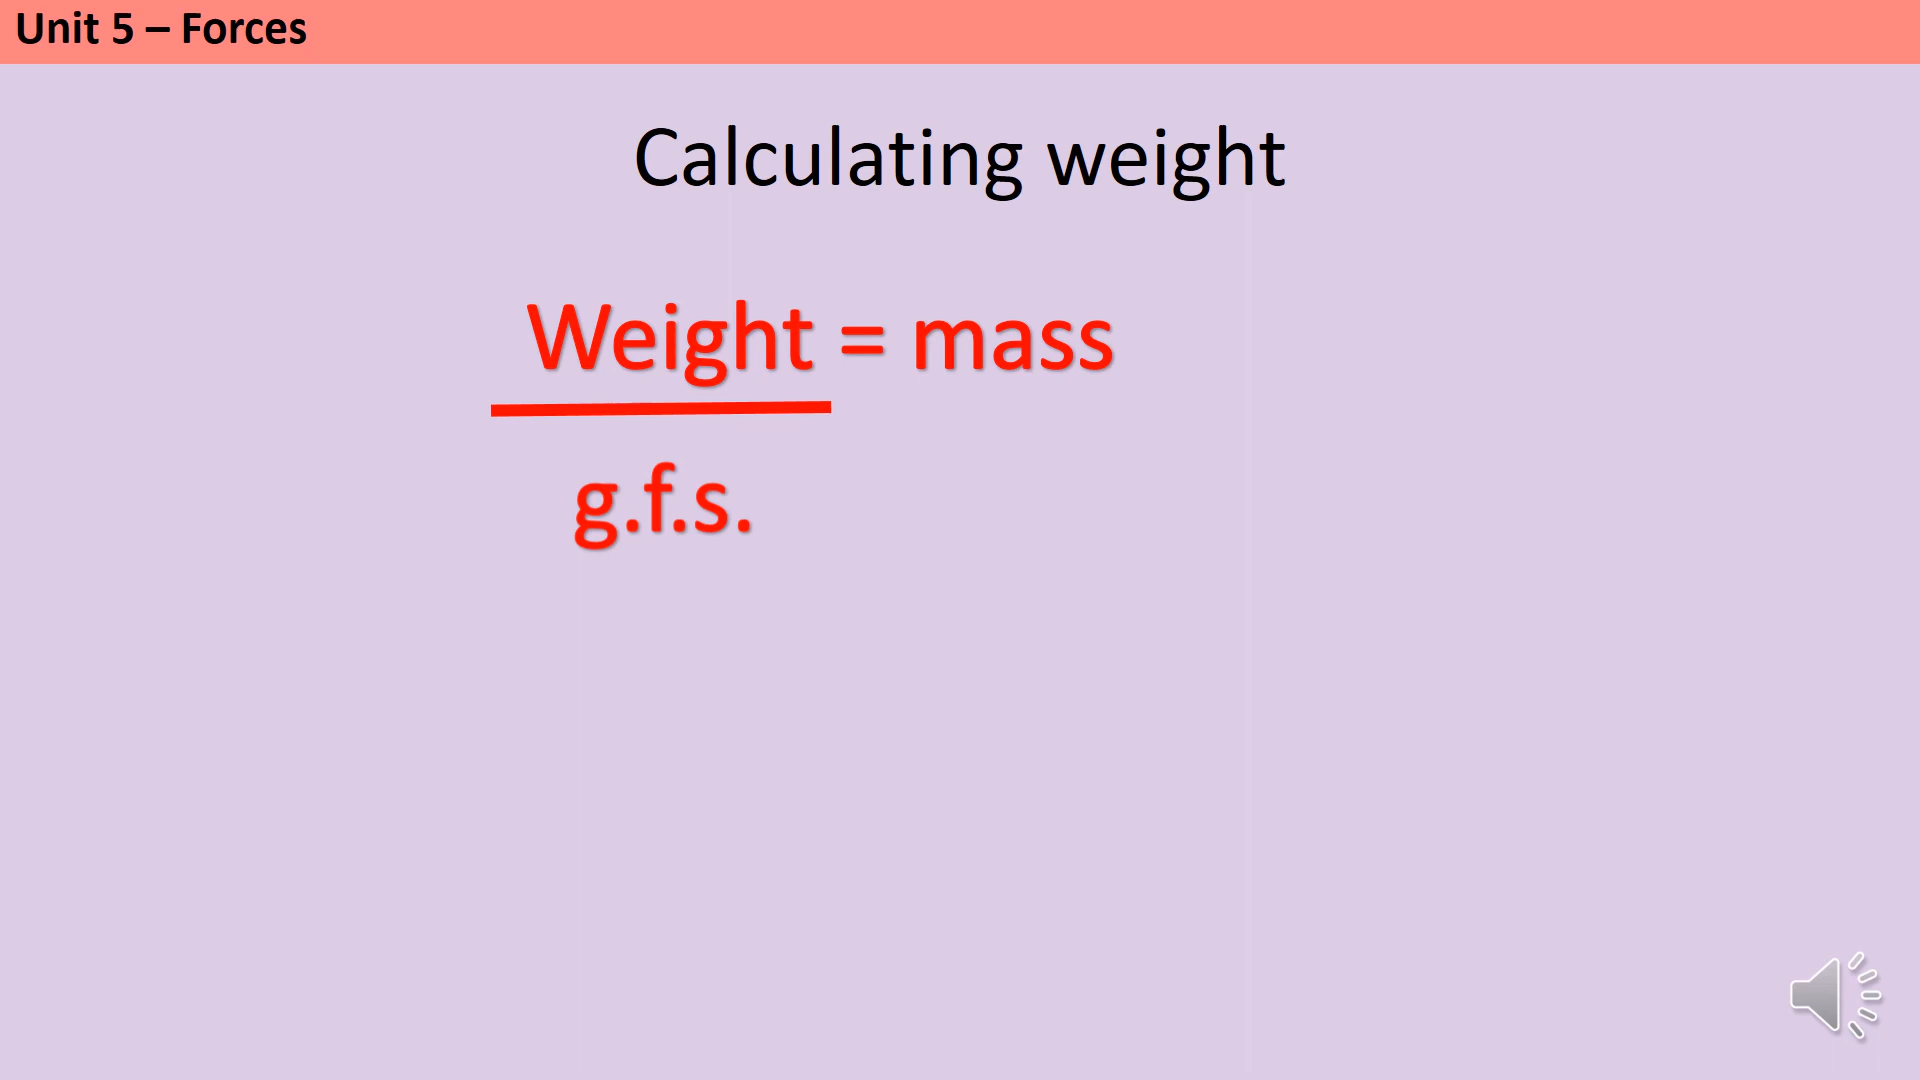 Unit 5 – Forces
Calculating weight
Weight = mass
g.f.s.